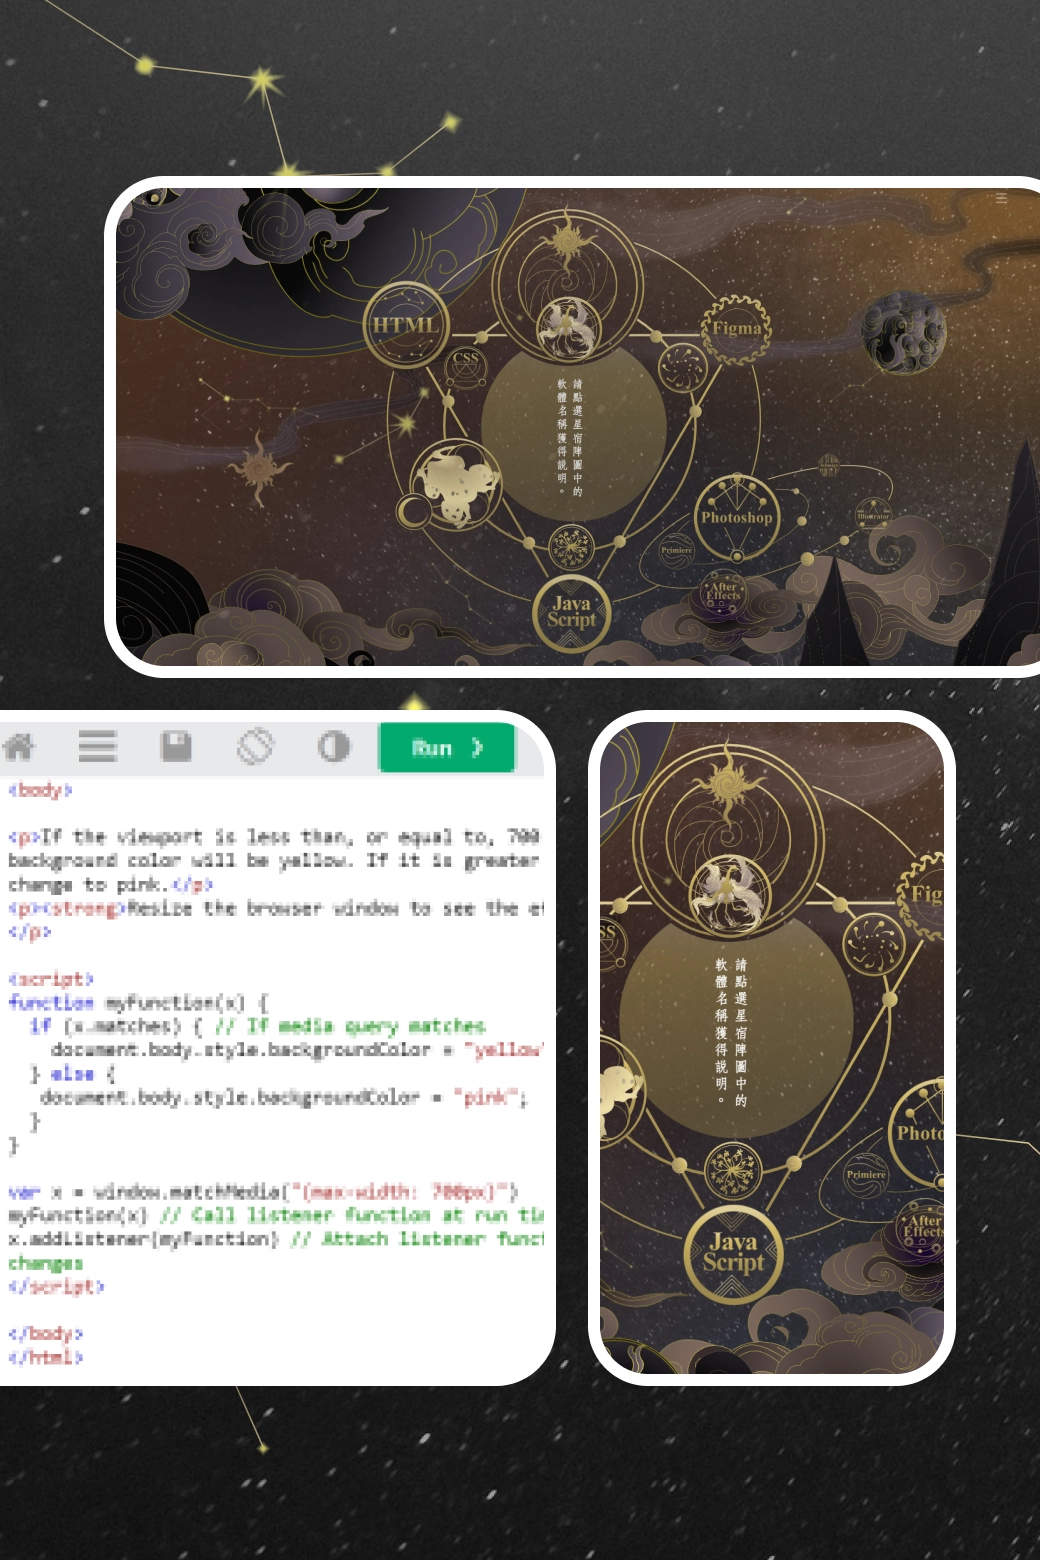 HTML
CSS
Figma
請點選星宿陣圖中的
軟體名稱獲得說明。
Photoshop
Illustrator
Primiere
After
Effects
Java
Script
Run
<body>
<p>If the viewport is less than, or equal to, 700
background color will be yellow. If it is greater
change to pink.</p>
<p><strong>Resize the browser window to see the ef
</p>
<script>
function myFunction(x) {
if (x.matches) { // If media query matches
document.body.style.backgroundColor = "yellow"
} else {
document.body.style.backgroundColor = "pink";
}
}
var x = window.matchMedia("(max-width: 700px)")
myFunction(x) // Call listener function at run tim
x.addListener(myFunction) // Attach listener funct
changes
</script>
</body>
</html>
Fig
SS
請點選星宿陣圖中的
軟體名稱獲得說明。
Photo
Primiere
After
Effects
Java
Script